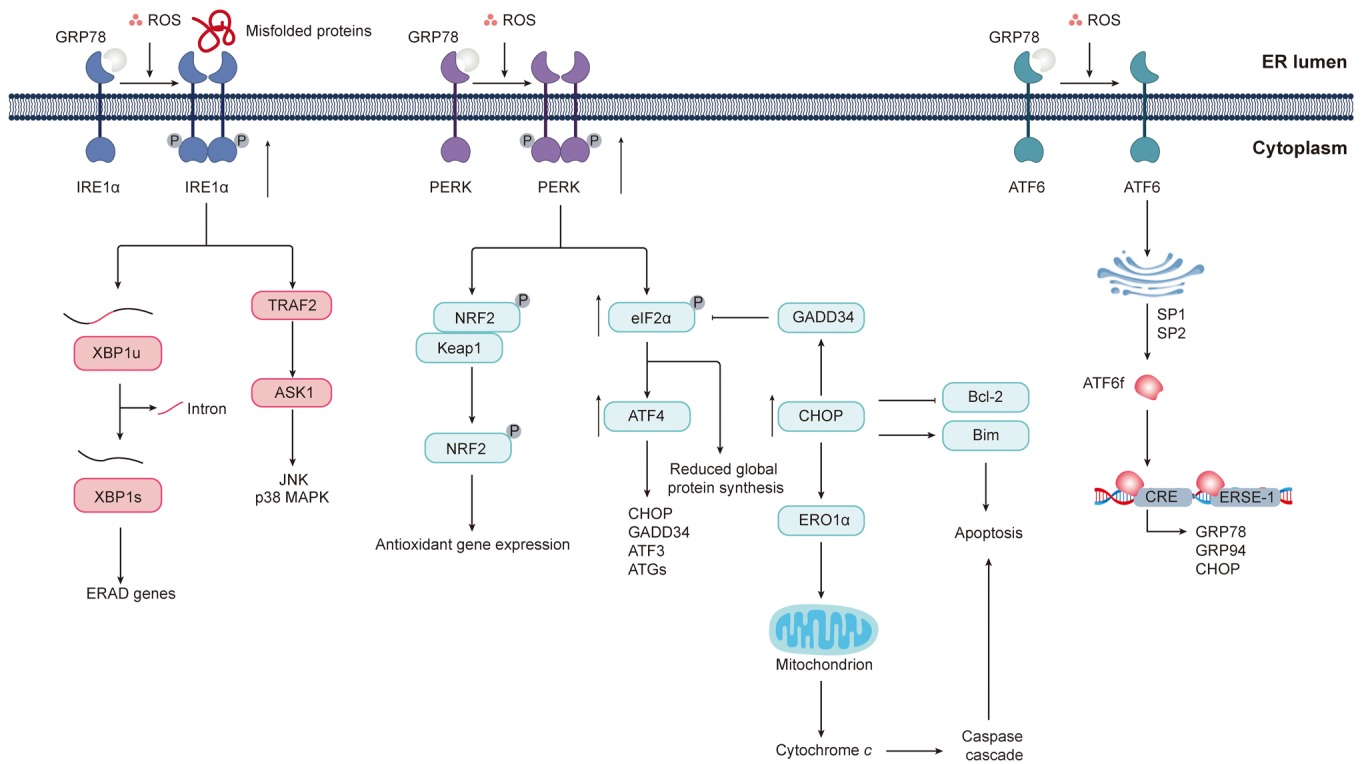 GRP78
ROS
Misfolded proteins
GRP78
ROS
GRP78
ROS
ER lumen
Cytoplasm
P
P
IRE1α
IRE1α
P
P
PERK
PERK
ATF6
ATF6
XBP1u
Intron
XBP1s
ERAD genes
TRAF2
ASK1
JNK
p38 MAPK
NRF2
P
Keap1
NRF2
P
Antioxidant gene expression
eIF2α
P
ATF4
Reduced global
protein synthesis
CHOP
GADD34
ATF3
ATGs
GADD34
CHOP
Bcl-2
Bim
ERO1α
Apoptosis
Mitochondrion
Cytochrome c
Caspase
cascade
SP1
SP2
ATF6f
CRE
ERSE-1
GRP78
GRP94
CHOP